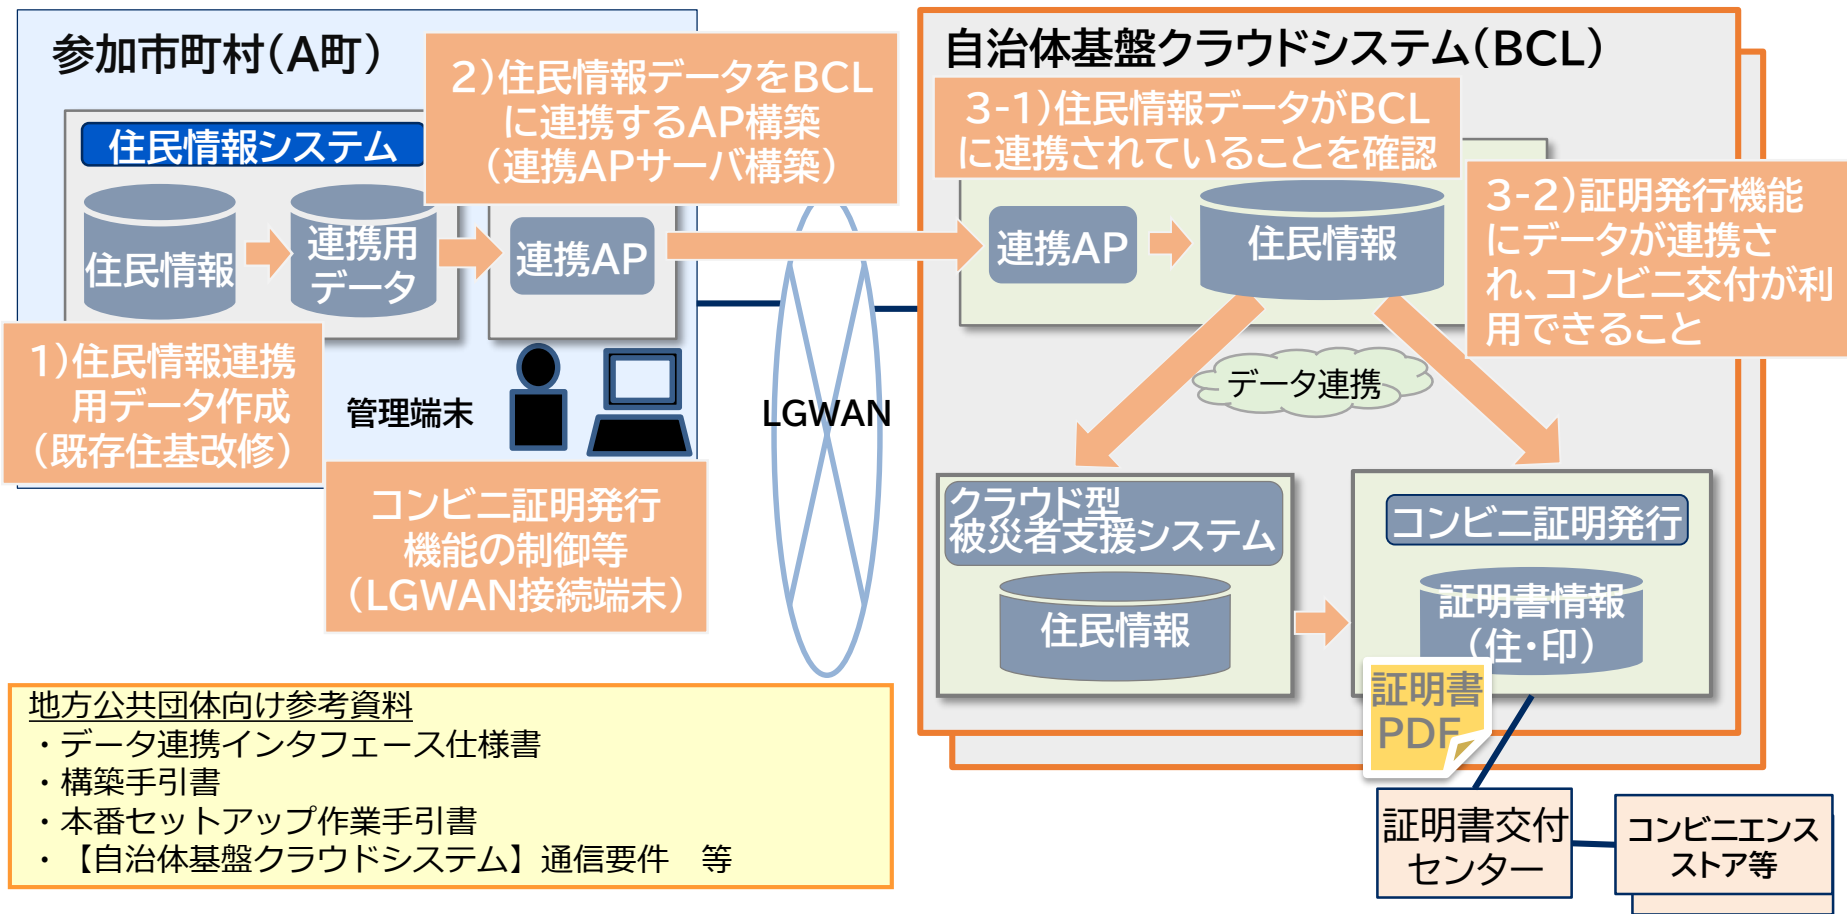 参加市町村（A町）
住民情報システム
住民情報
連携用
データ
連携AP
2）住民情報データをBCL
に連携するAP構築
（連携APサーバ構築）
1）住民情報連携
用データ作成
（既存住基改修）
管理端末
コンビニ証明発行
機能の制御等
（LGWAN接続端末）
LGWAN
自治体基盤クラウドシステム（BCL）
3-1）住民情報データがBCL
に連携されていることを確認
連携AP
住民情報
3-2）証明発行機能
にデータが連携さ
れ、コンビニ交付が利
用できること
データ連携
クラウド型
被災者支援システム
住民情報
コンビニ証明発行
証明書情報
（住・印）
証明書
PDF
証明書交付
センター
コンビニエンス
ストア等
地方公共団体向け参考資料
・データ連携インタフェース仕様書
・構築手引書
・本番セットアップ作業手引書
・【自治体基盤クラウドシステム】通信要件　等